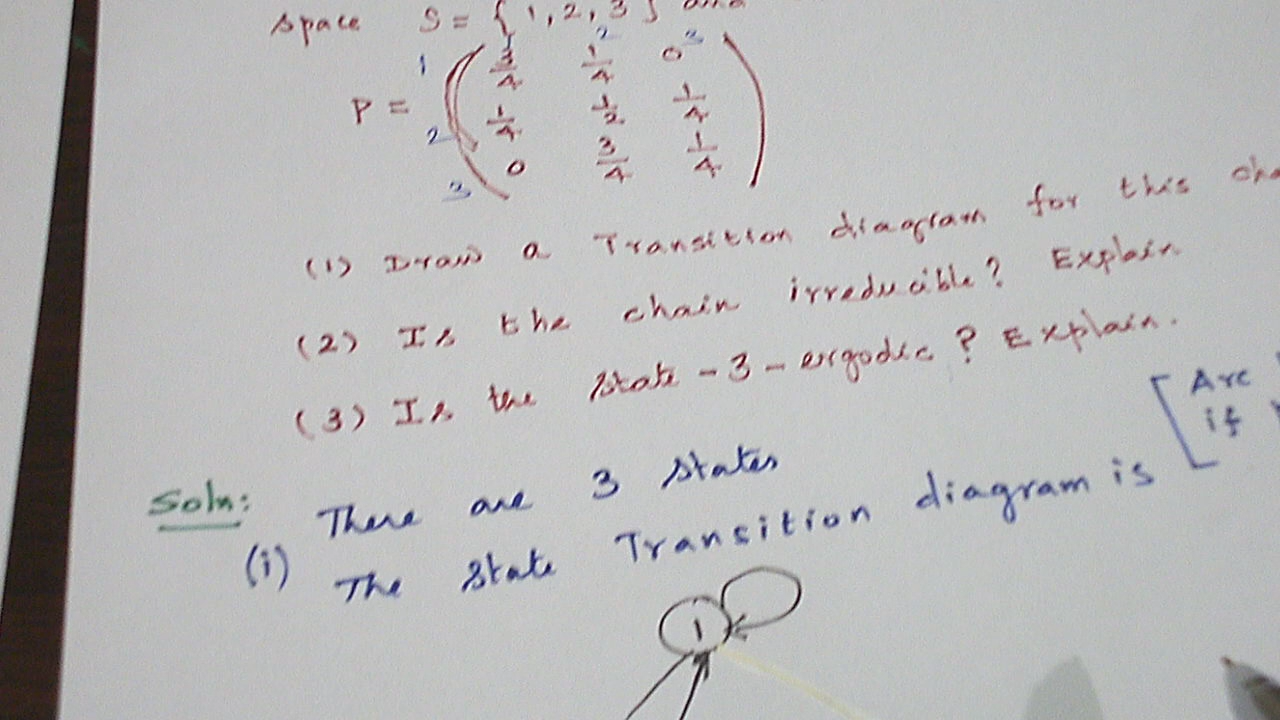 space S = { 1, 2, 3 } and
1 2 3
1 3/4 1/4 0
P =
2 1/4 1/2 1/4
3 0 3/4 1/4
(1) Draw a Transition diagram for this
(2) Is the chain irreducible? Explain
(3) Is the state - 3 - ergodic? Explain.
Soln:
(i) There are 3 states
The state Transition diagram is
[ Arc
if
1